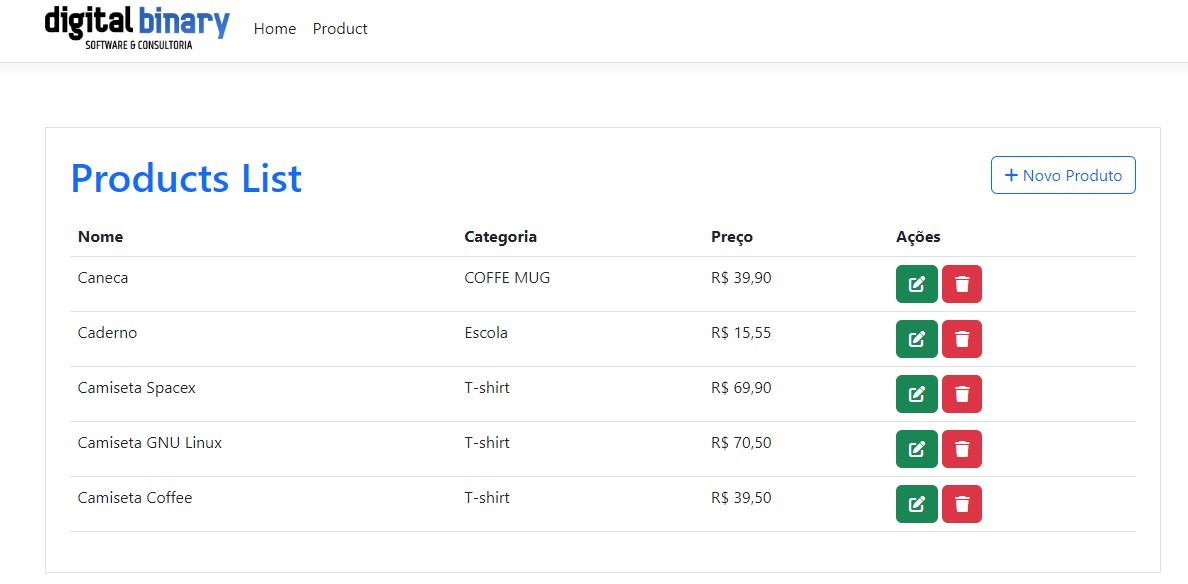 digital binary Home Product
SOFTWARE & CONSULTORIA
Products List + Novo Produto
Nome Categoria Preço Ações
Caneca COFFE MUG R$ 39,90
Caderno Escola R$ 15,55
Camiseta Spacex T-shirt R$ 69,90
Camiseta GNU Linux T-shirt R$ 70,50
Camiseta Coffee T-shirt R$ 39,50